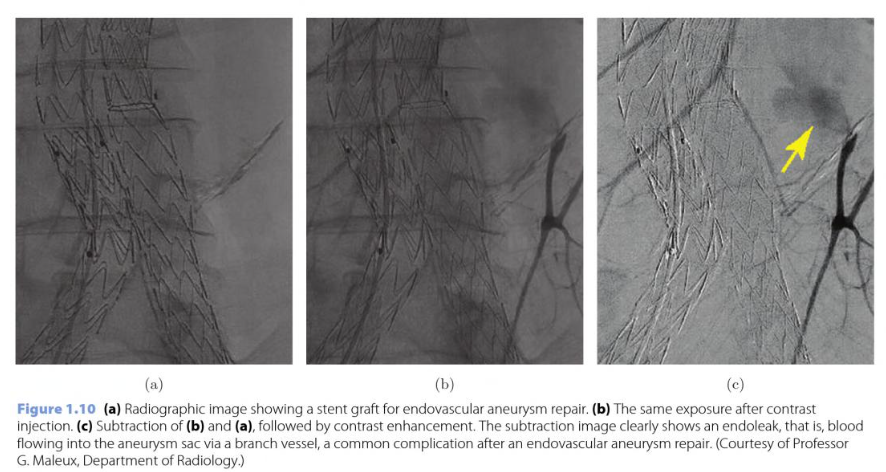 (a)
(b)
(c)
Figure 1.10 (a) Radiographic image showing a stent graft for endovascular aneurysm repair. (b) The same exposure after contrast
injection. (c) Subtraction of (b) and (a), followed by contrast enhancement. The subtraction image clearly shows an endoleak, that is, blood
flowing into the aneurysm sac via a branch vessel, a common complication after an endovascular aneurysm repair. (Courtesy of Professor
G. Maleux, Department of Radiology.)